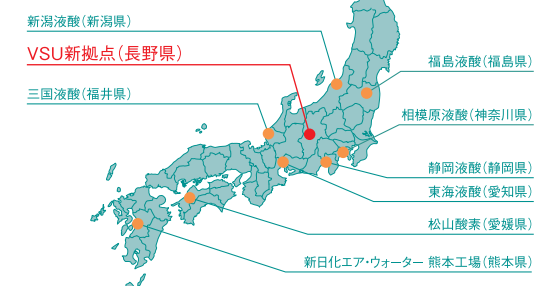 新潟液酸（新潟県）
VSU新拠点（長野県）
三国液酸（福井県）
福島液酸（福島県）
相模原液酸（神奈川県）
静岡液酸（静岡県）
東海液酸（愛知県）
松山酸素（愛媛県）
新日化エア・ウォーター 熊本工場（熊本県）